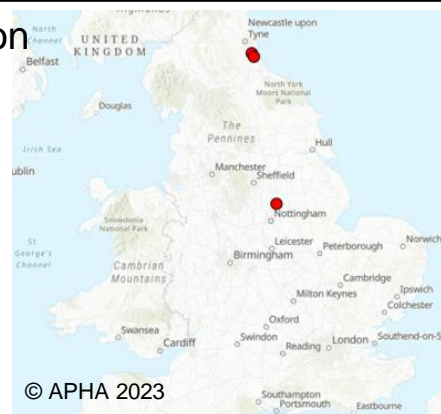 on
Newcastle upon
Tyne
North
Channel
UNITED
KINGDOM
Belfast
North York
Moors National
Park
Douglas
The
Pennines
Irish Sea
Hull
ublin
Manchester
Sheffield
Snowdonia
National Park
Nottingham
St.
George's
Channel
Leicester
Peterborough
Norwich
Cambrian
Mountains
Birmingham
Cambridge
Ipswich
Milton Keynes
Colchester
Swansea
Cardiff
Oxford
Swindon
Reading
London
Southend-on-S
© APHA 2023
Southampton
Portsmouth
Eastbourne